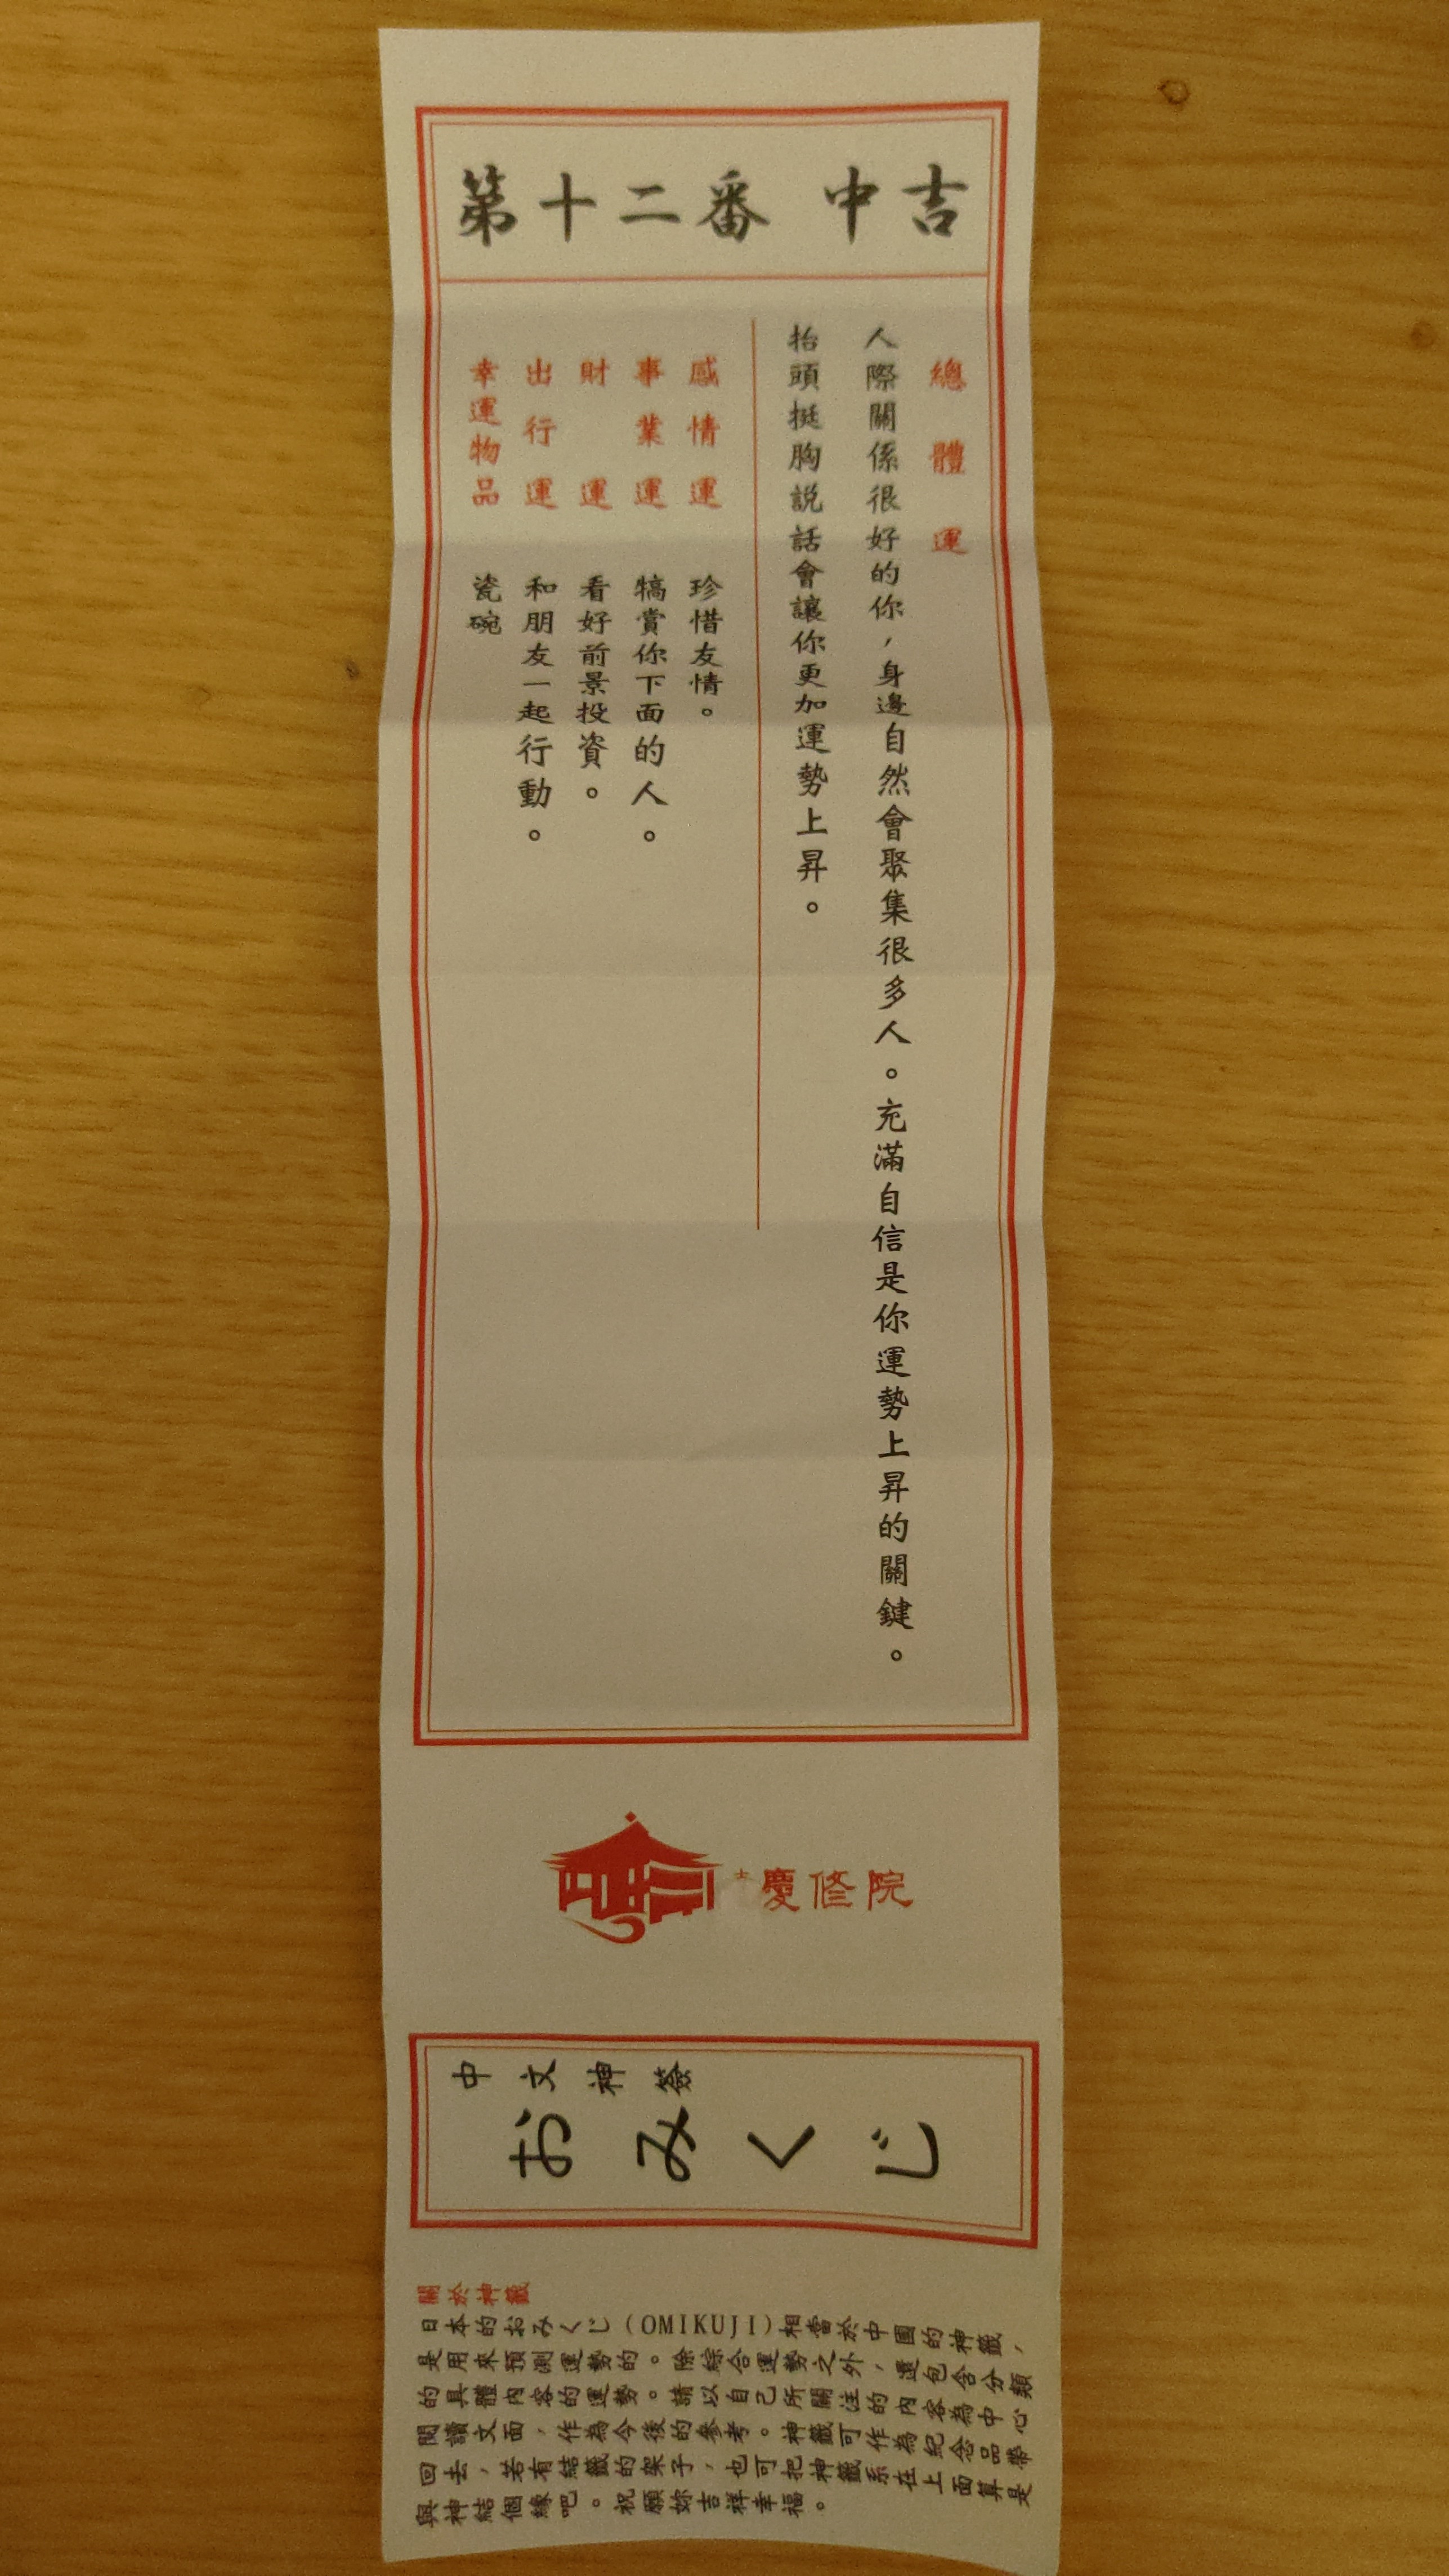 第十二番 中吉
總體運
人際關係很好的你，身邊自然會聚集很多人。充滿自信是你運勢上昇的關鍵。
抬頭挺胸說話會讓你更加運勢上昇。
感情運 珍惜友情。
事業運 犒賞你下面的人。
財運 看好前景投資。
出行運 和朋友一起行動。
幸運物品 瓷碗
慶修院
中文神簽
おみくじ
關於神籤
日本的おみくじ(OMIKUJI)相當於中國的神籤，
是用來預測運勢的。除綜合運勢之外，還包含分類
的具體內容的運勢。請以自己所關注的內容為中心
閱讀文面，作為今後的參考。神籤可作為紀念品帶
回去，若有結籤的架子，也可把神籤系在上面算是
與神結個緣吧。祝願妳吉祥幸福。